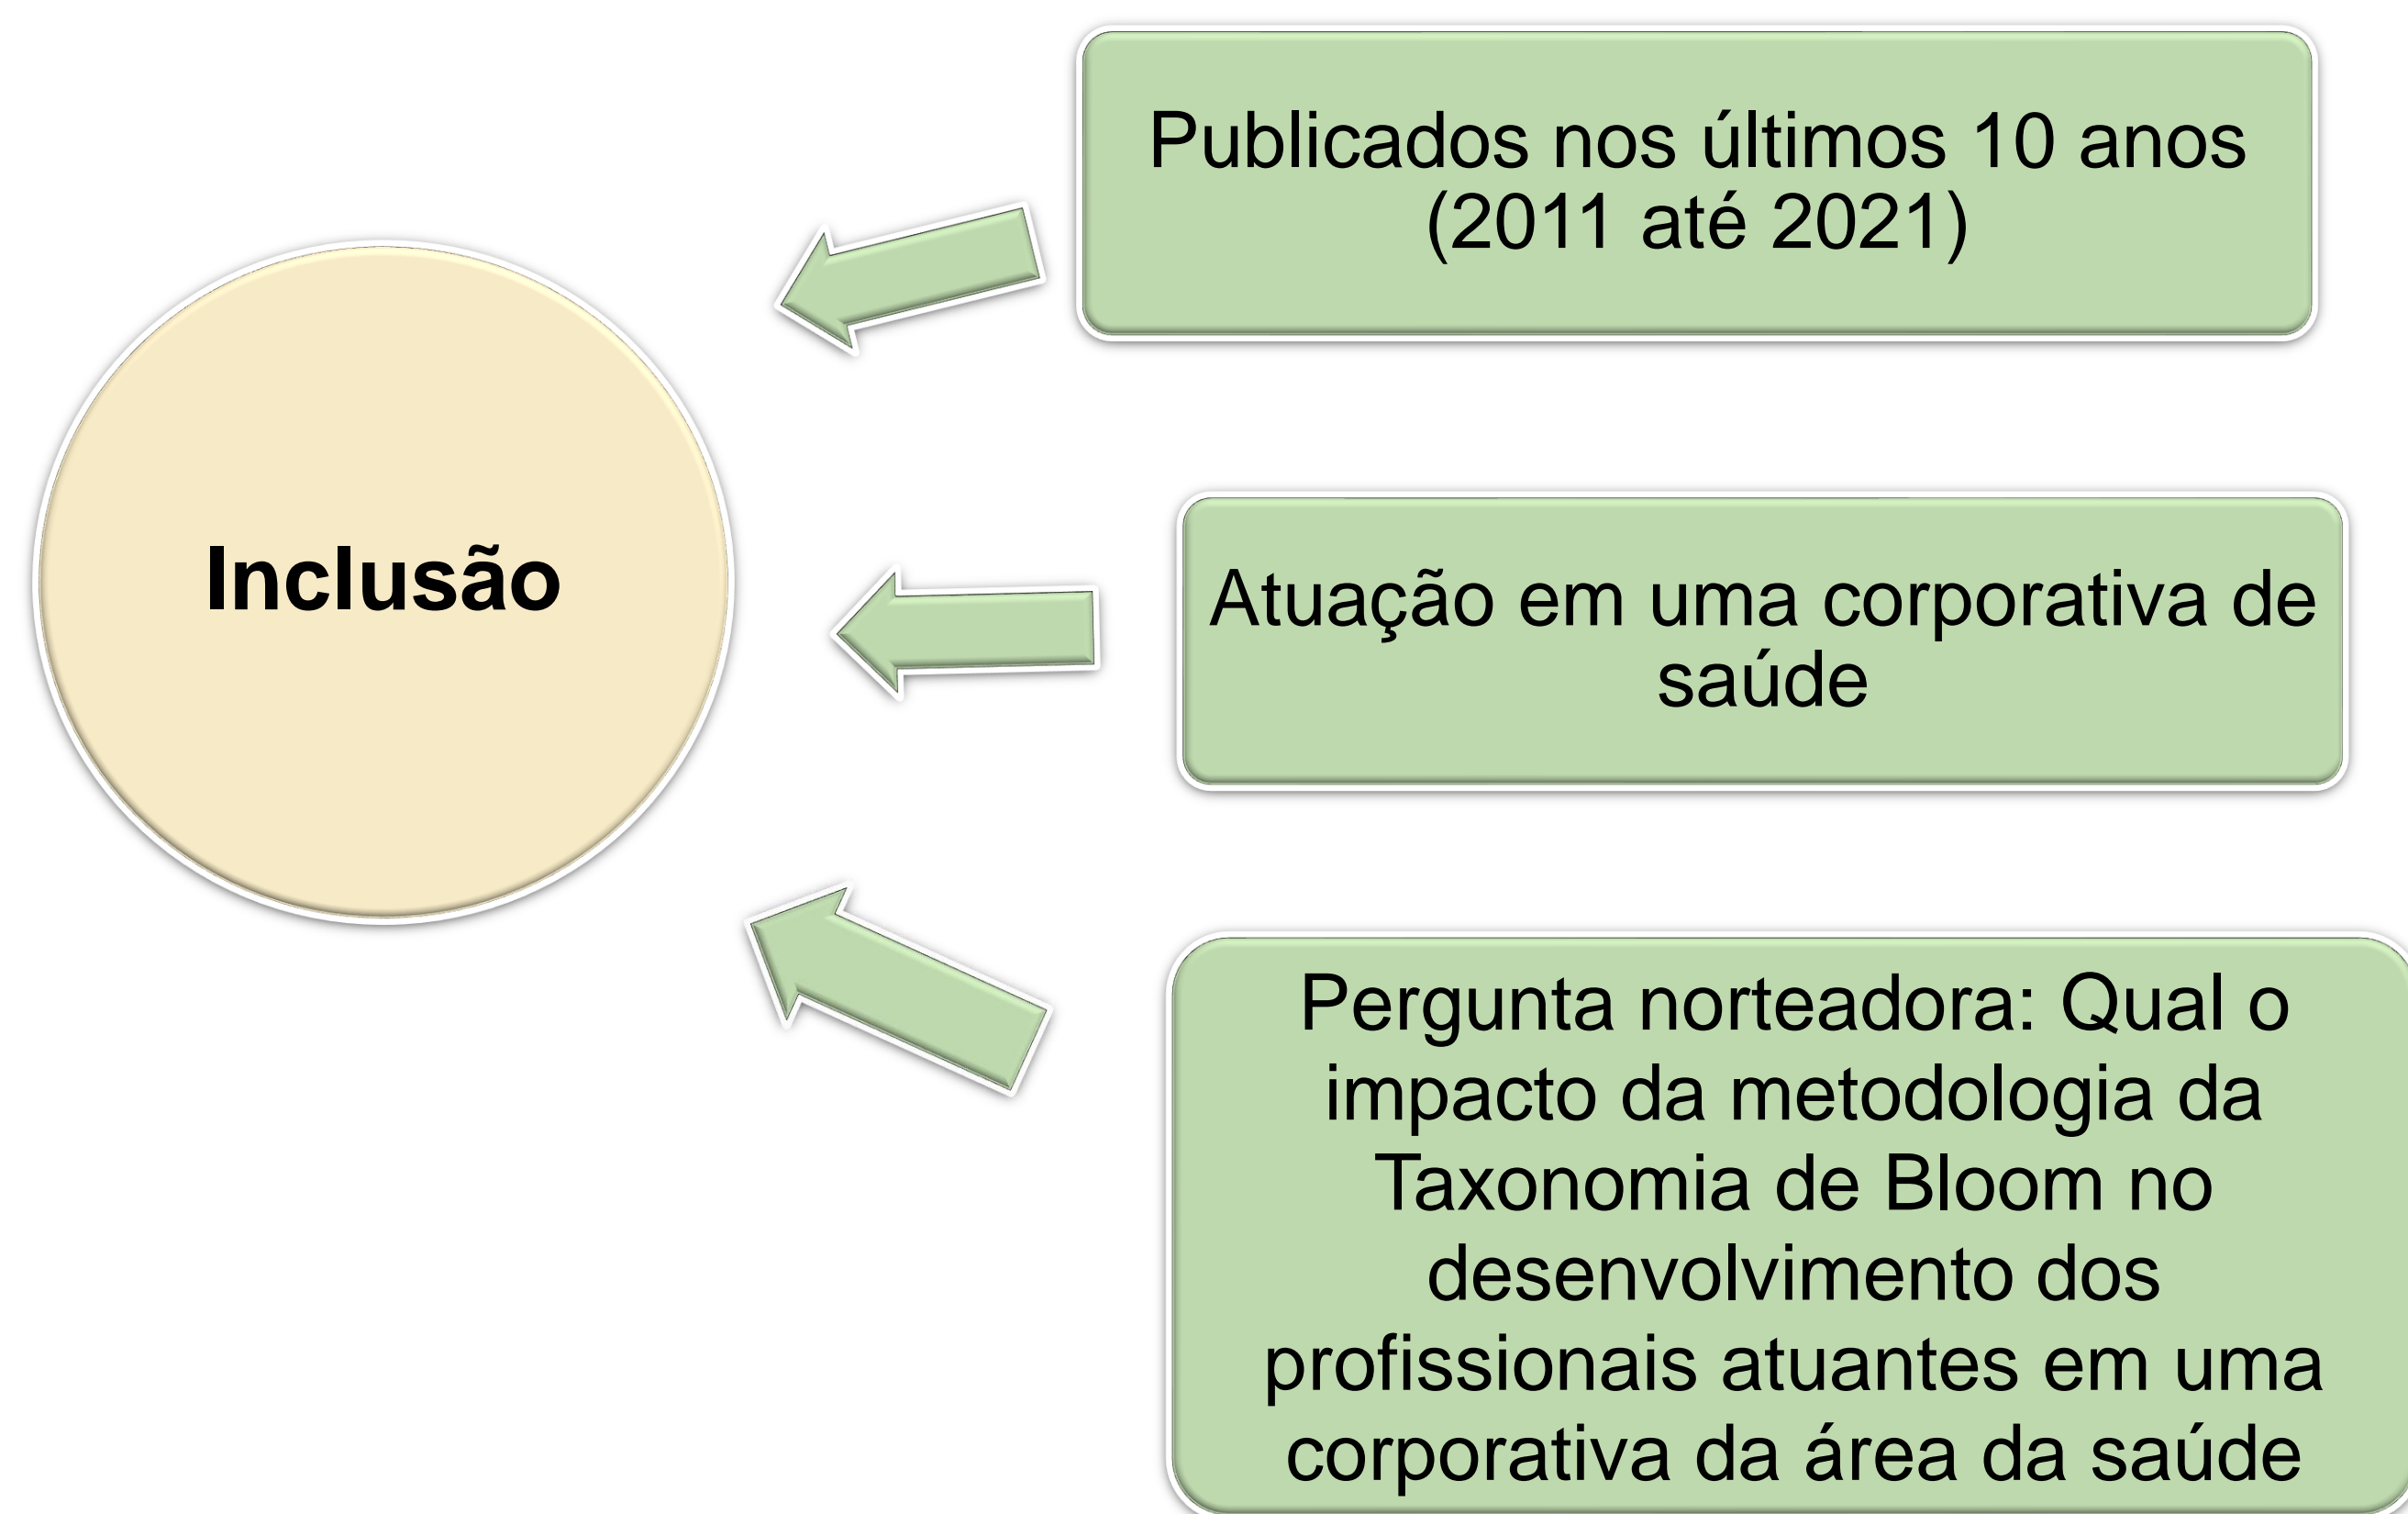 Publicados nos últimos 10 anos
(2011 até 2021)
Inclusão
Atuação em uma corporativa de
saúde
Pergunta norteadora: Qual o
impacto da metodologia da
Taxonomia de Bloom no
desenvolvimento dos
profissionais atuantes em uma
corporativa da área da saúde